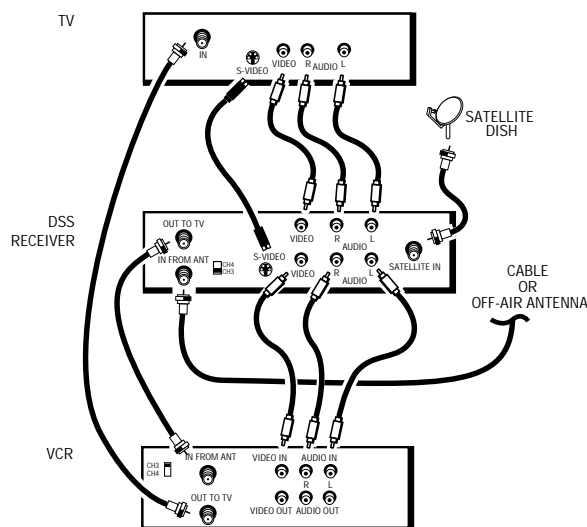 TV
IN
S-VIDEO
VIDEO R AUDIO L
SATELLITE
DISH
DSS
RECEIVER
OUT TO TV
IN FROM ANT
CH4
CH3
S-VIDEO
VIDEO R L
AUDIO
VIDEO R L
AUDIO
SATELLITE IN
CABLE
OR
OFF-AIR ANTENNA
VCR
CH3
CH4
IN FROM ANT
OUT TO TV
VIDEO IN AUDIO IN
R L
VIDEO OUT AUDIO OUT